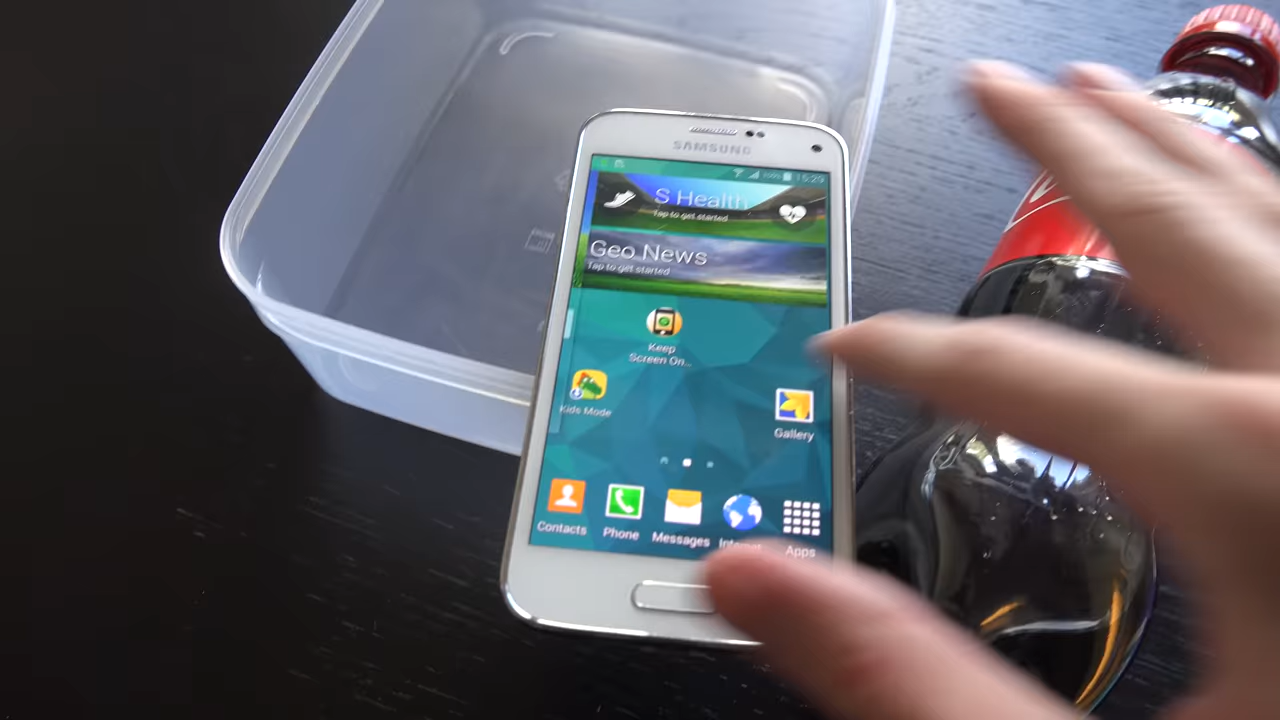 SAMSUNG
15:29
S Health
Tap to get started
Geo News
Tap to get started
Keep
Screen On..
Kids Mode
Gallery
Contacts
Phone
Messages
Internet
Apps